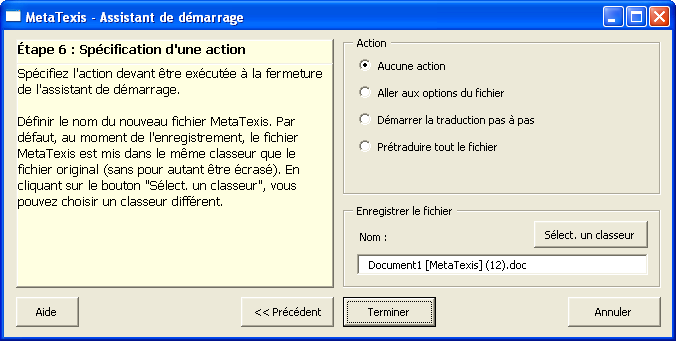 MetaTexis - Assistant de démarrage
Étape 6 : Spécification d'une action
Spécifiez l'action devant être exécutée à la fermeture
de l'assistant de démarrage.
Définir le nom du nouveau fichier MetaTexis. Par
défaut, au moment de l'enregistrement, le fichier
MetaTexis est mis dans le même classeur que le
fichier original (sans pour autant être écrasé). En
cliquant sur le bouton "Sélect. un classeur", vous
pouvez choisir un classeur différent.
Action
Aucune action
Aller aux options du fichier
Démarrer la traduction pas à pas
Prétraduire tout le fichier
Enregistrer le fichier
Nom :
Sélect. un classeur
Document1 [MetaTexis] (12).doc
Aide
<< Précédent
Terminer
Annuler